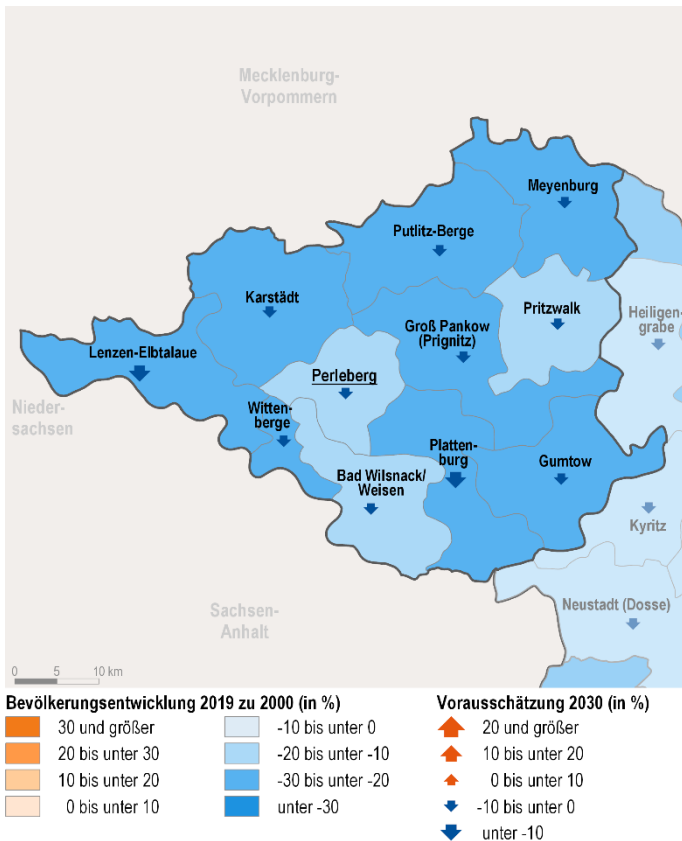 Mecklenburg-
Vorpommern
Meyenburg
Putlitz-Berge
Karstädt
Groß Pankow
(Prignitz)
Pritzwalk
Heiligen-
grabe
Lenzen-Elbtalaue
Perleberg
Nieder-
sachsen
Witten-
berge
Platten-
burg
Gumtow
Bad Wilsnack/
Weisen
Kyritz
Sachsen-
Anhalt
Neustadt (Dosse)
0 5 10 km
Bevölkerungsentwicklung 2019 zu 2000 (in %)
30 und größer
20 bis unter 30
10 bis unter 20
0 bis unter 10
-10 bis unter 0
-20 bis unter -10
-30 bis unter -20
unter -30
Vorausschätzung 2030 (in %)
20 und größer
10 bis unter 20
0 bis unter 10
-10 bis unter 0
unter -10